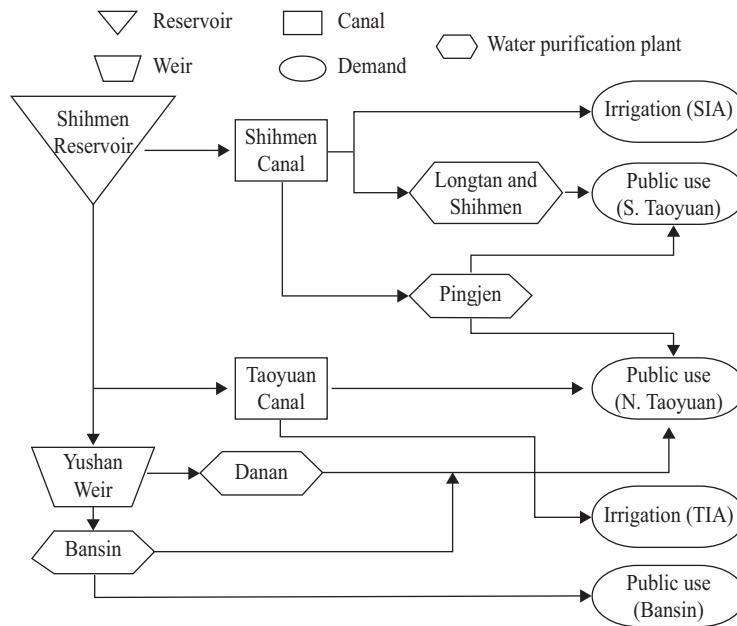 Reservoir
Canal
Water purification plant
Weir
Demand
Shihmen
Reservoir
Shihmen
Canal
Irrigation (SIA)
Longtan and
Shihmen
Public use
(S. Taoyuan)
Pingjen
Taoyuan
Canal
Public use
(N. Taoyuan)
Yushan
Weir
Danan
Irrigation (TIA)
Bansin
Public use
(Bansin)